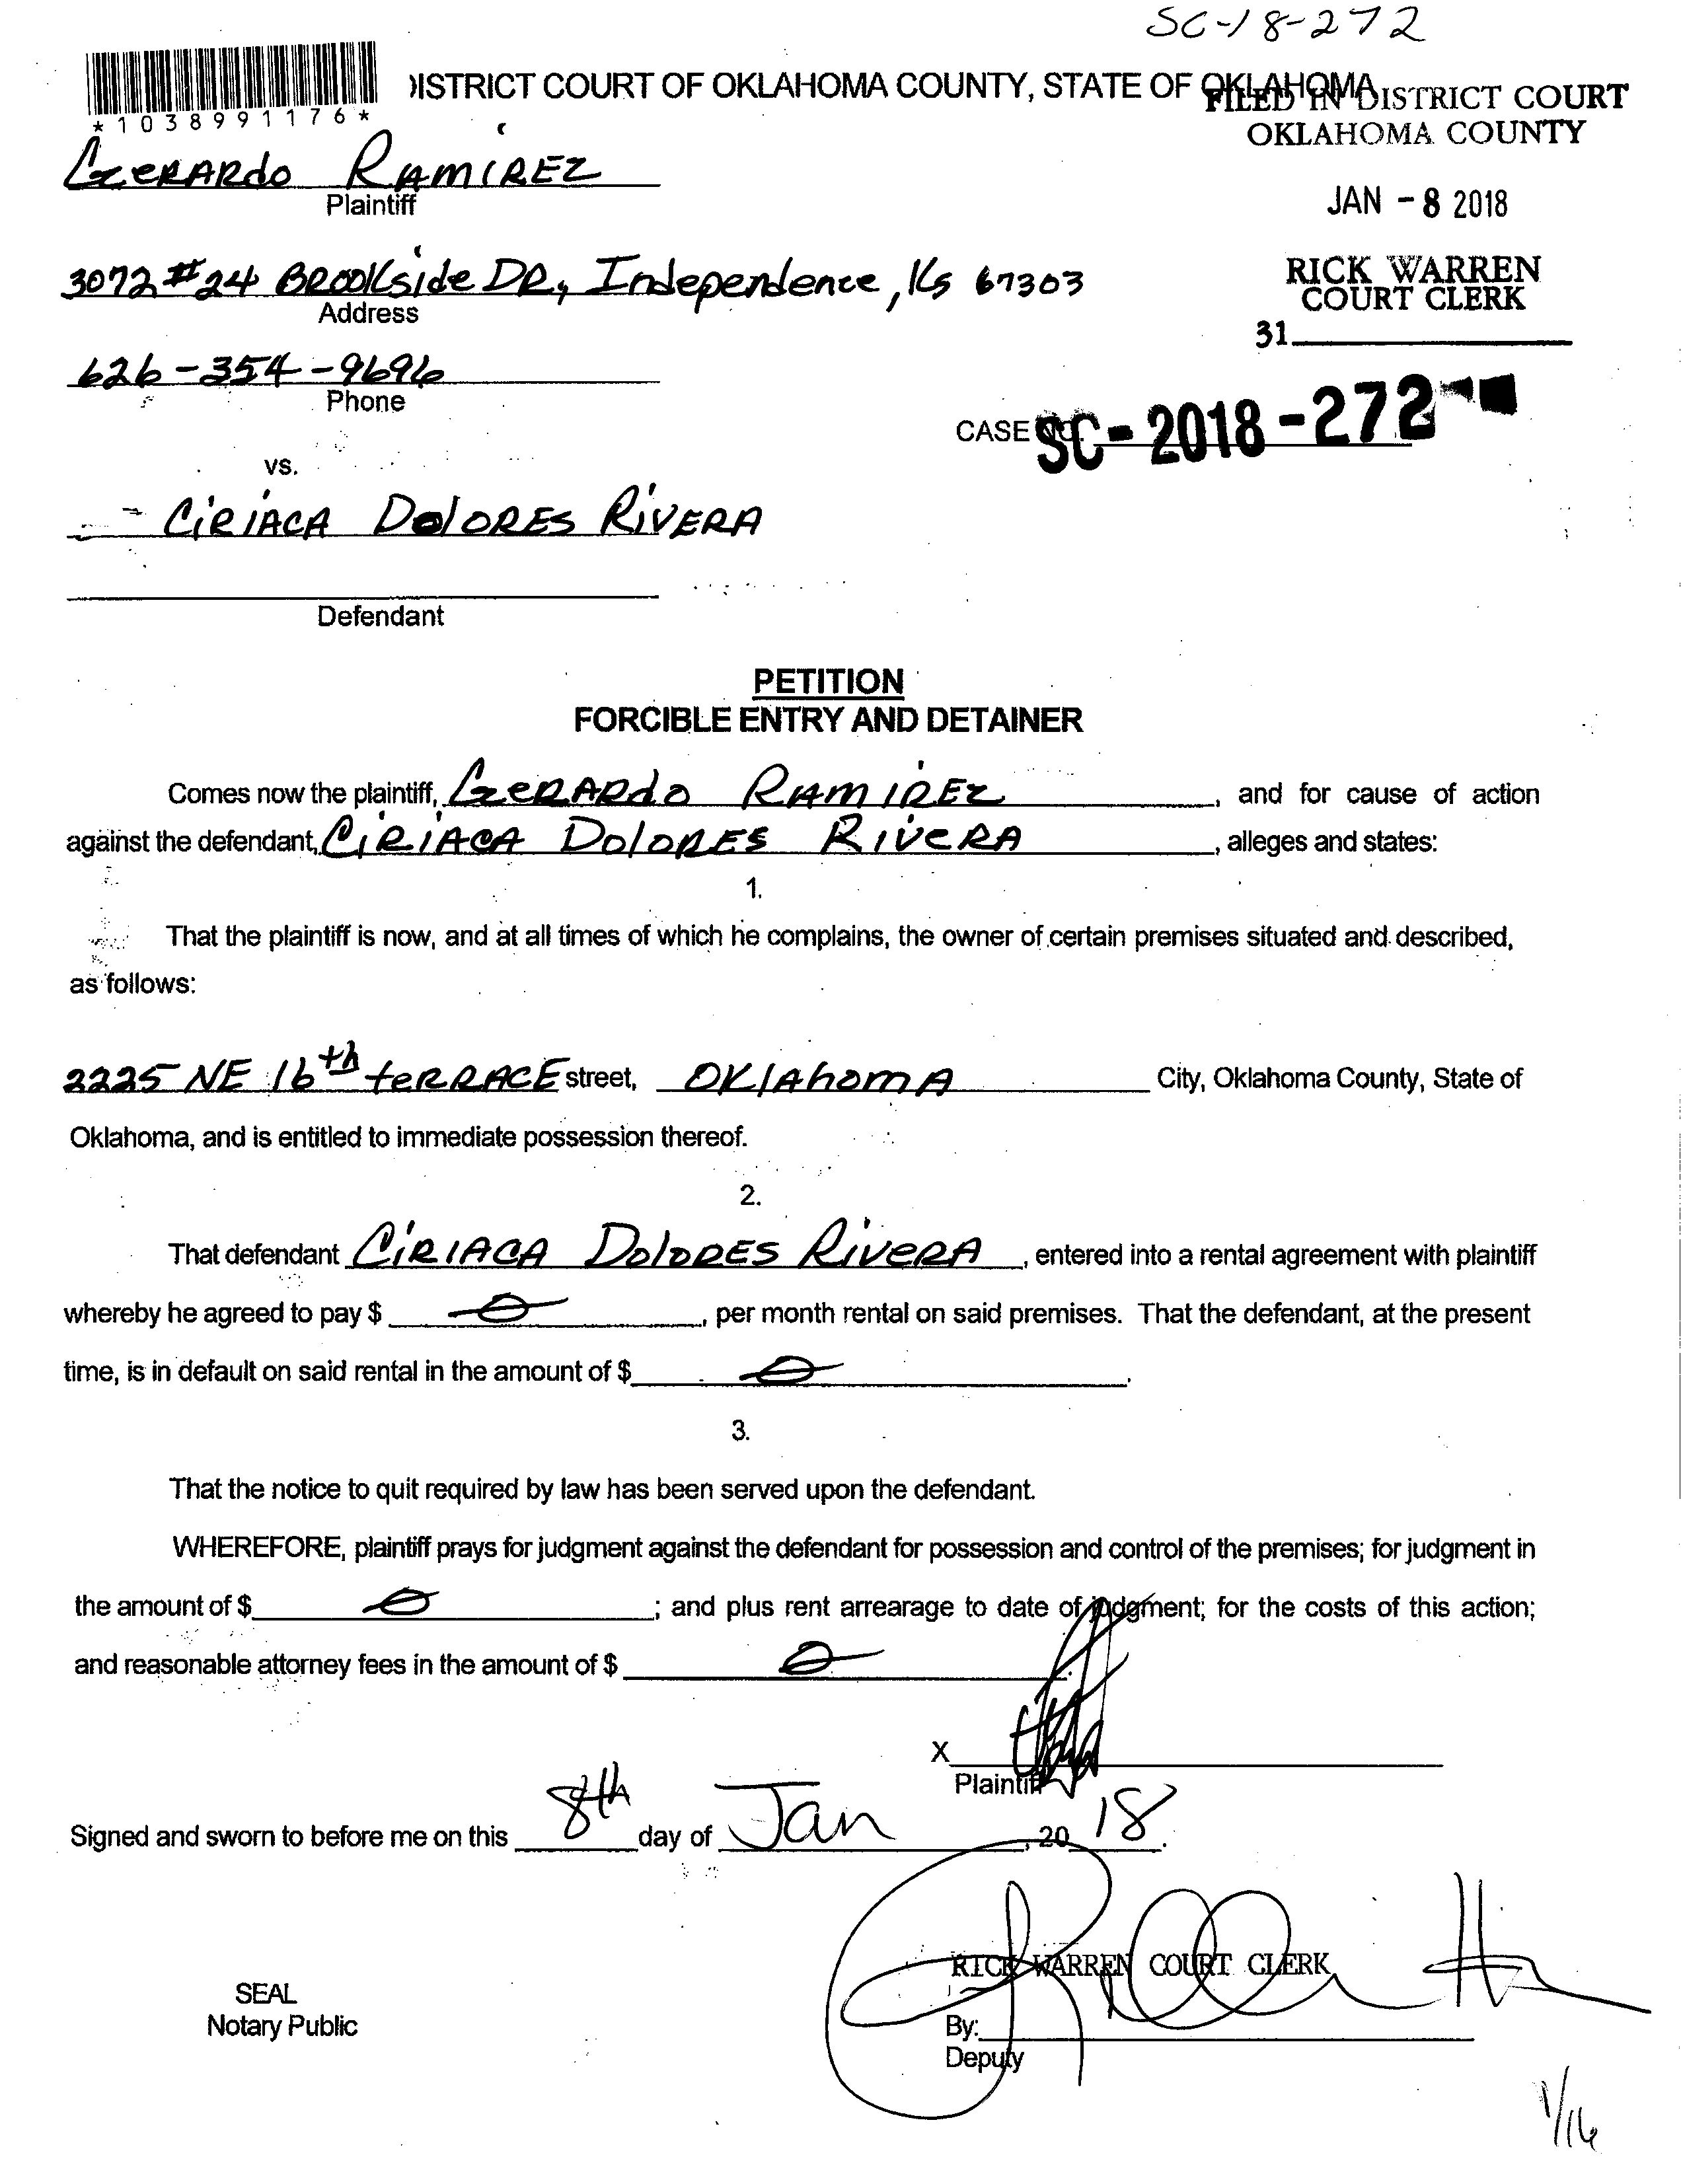 SC-18-272
*1038991176*
DISTRICT COURT OF OKLAHOMA COUNTY, STATE OF OKLAHOMA
FILED IN DISTRICT COURT
OKLAHOMA COUNTY
GERARdo RAMIREZ
Plaintiff
JAN - 8 2018
3072 #24 BROOKside DR, Independence, Ks 67303
Address
RICK WARREN
COURT CLERK
31
626-354-9696
Phone
CASE NO. SC - 2018 - 272
vs.
CiRiACA DolORES RiVERA
Defendant
PETITION
FORCIBLE ENTRY AND DETAINER
Comes now the plaintiff, GERARdo RAMIREZ, and for cause of action
against the defendant, CiRiACA DolORES RiVERA, alleges and states:
1.
That the plaintiff is now, and at all times of which he complains, the owner of certain premises situated and described,
as follows:
2225 NE 16th teRRACE street, OKlAhomA City, Oklahoma County, State of
Oklahoma, and is entitled to immediate possession thereof.
2.
That defendant CiRIACA DolORES RiVERA, entered into a rental agreement with plaintiff
whereby he agreed to pay $ 0, per month rental on said premises. That the defendant, at the present
time, is in default on said rental in the amount of $ 0.
3.
That the notice to quit required by law has been served upon the defendant.
WHEREFORE, plaintiff prays for judgment against the defendant for possession and control of the premises; for judgment in
the amount of $ 0; and plus rent arrearage to date of judgment; for the costs of this action;
and reasonable attorney fees in the amount of $ 0.
X
Plaintiff
Signed and sworn to before me on this 8th day of Jan, 20 18.
RICK WARREN COURT CLERK
SEAL
Notary Public
By:
Deputy
1/16